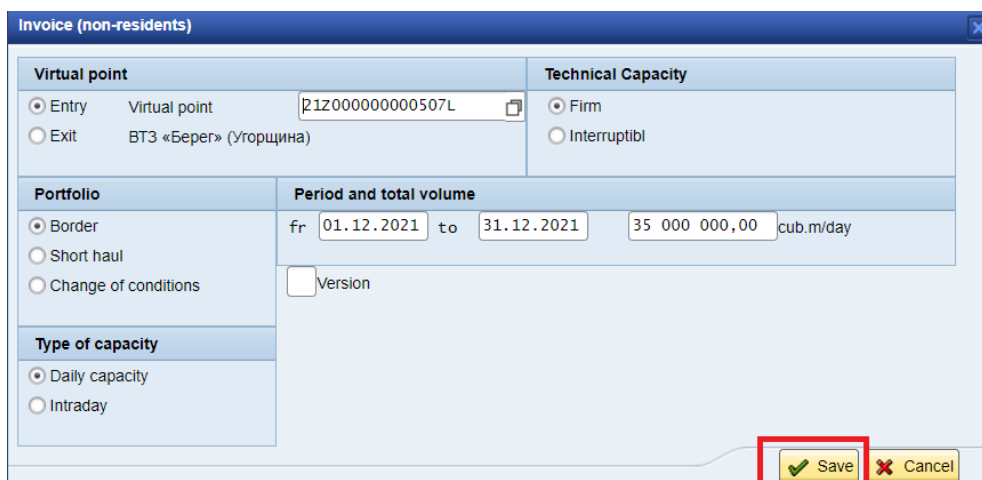 Invoice (non-residents)
Virtual point
Entry Virtual point 21Z000000000507L
Exit ВТЗ «Берег» (Угорщина)
Technical Capacity
Firm
Interruptibl
Portfolio
Border
Short haul
Change of conditions
Period and total volume
fr 01.12.2021 to 31.12.2021 35 000 000,00 cub.m/day
Version
Type of capacity
Daily capacity
Intraday
Save Cancel